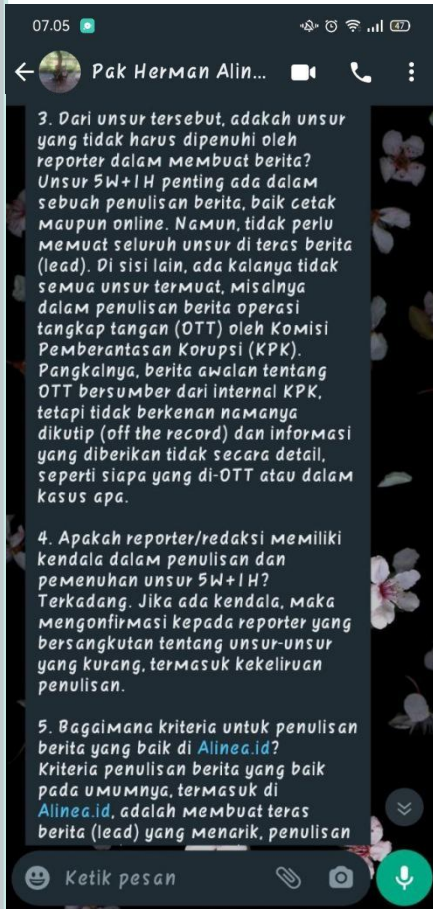 07.05
47
Pak Herman Alin...
3. Dari unsur tersebut, adakah unsur
yang tidak harus dipenuhi oleh
reporter dalam membuat berita?
Unsur 5W+1H penting ada dalam
sebuah penulisan berita, baik cetak
maupun online. Namun, tidak perlu
memuat seluruh unsur di teras berita
(lead). Di sisi lain, ada kalanya tidak
semua unsur termuat, misalnya
dalam penulisan berita operasi
tangkap tangan (OTT) oleh Komisi
Pemberantasan Korupsi (KPK).
Pangkalnya, berita awalan tentang
OTT bersumber dari internal KPK,
tetapi tidak berkenan namanya
dikutip (off the record) dan informasi
yang diberikan tidak secara detail,
seperti siapa yang di-OTT atau dalam
kasus apa.
4. Apakah reporter/redaksi memiliki
kendala dalam penulisan dan
pemenuhan unsur 5W+1H?
Terkadang. Jika ada kendala, maka
mengonfirmasi kepada reporter yang
bersangkutan tentang unsur-unsur
yang kurang, termasuk kekeliruan
penulisan.
5. Bagaimana kriteria untuk penulisan
berita yang baik di Alinea.id?
Kriteria penulisan berita yang baik
pada umumnya, termasuk di
Alinea.id, adalah membuat teras
berita (lead) yang menarik, penulisan
Ketik pesan